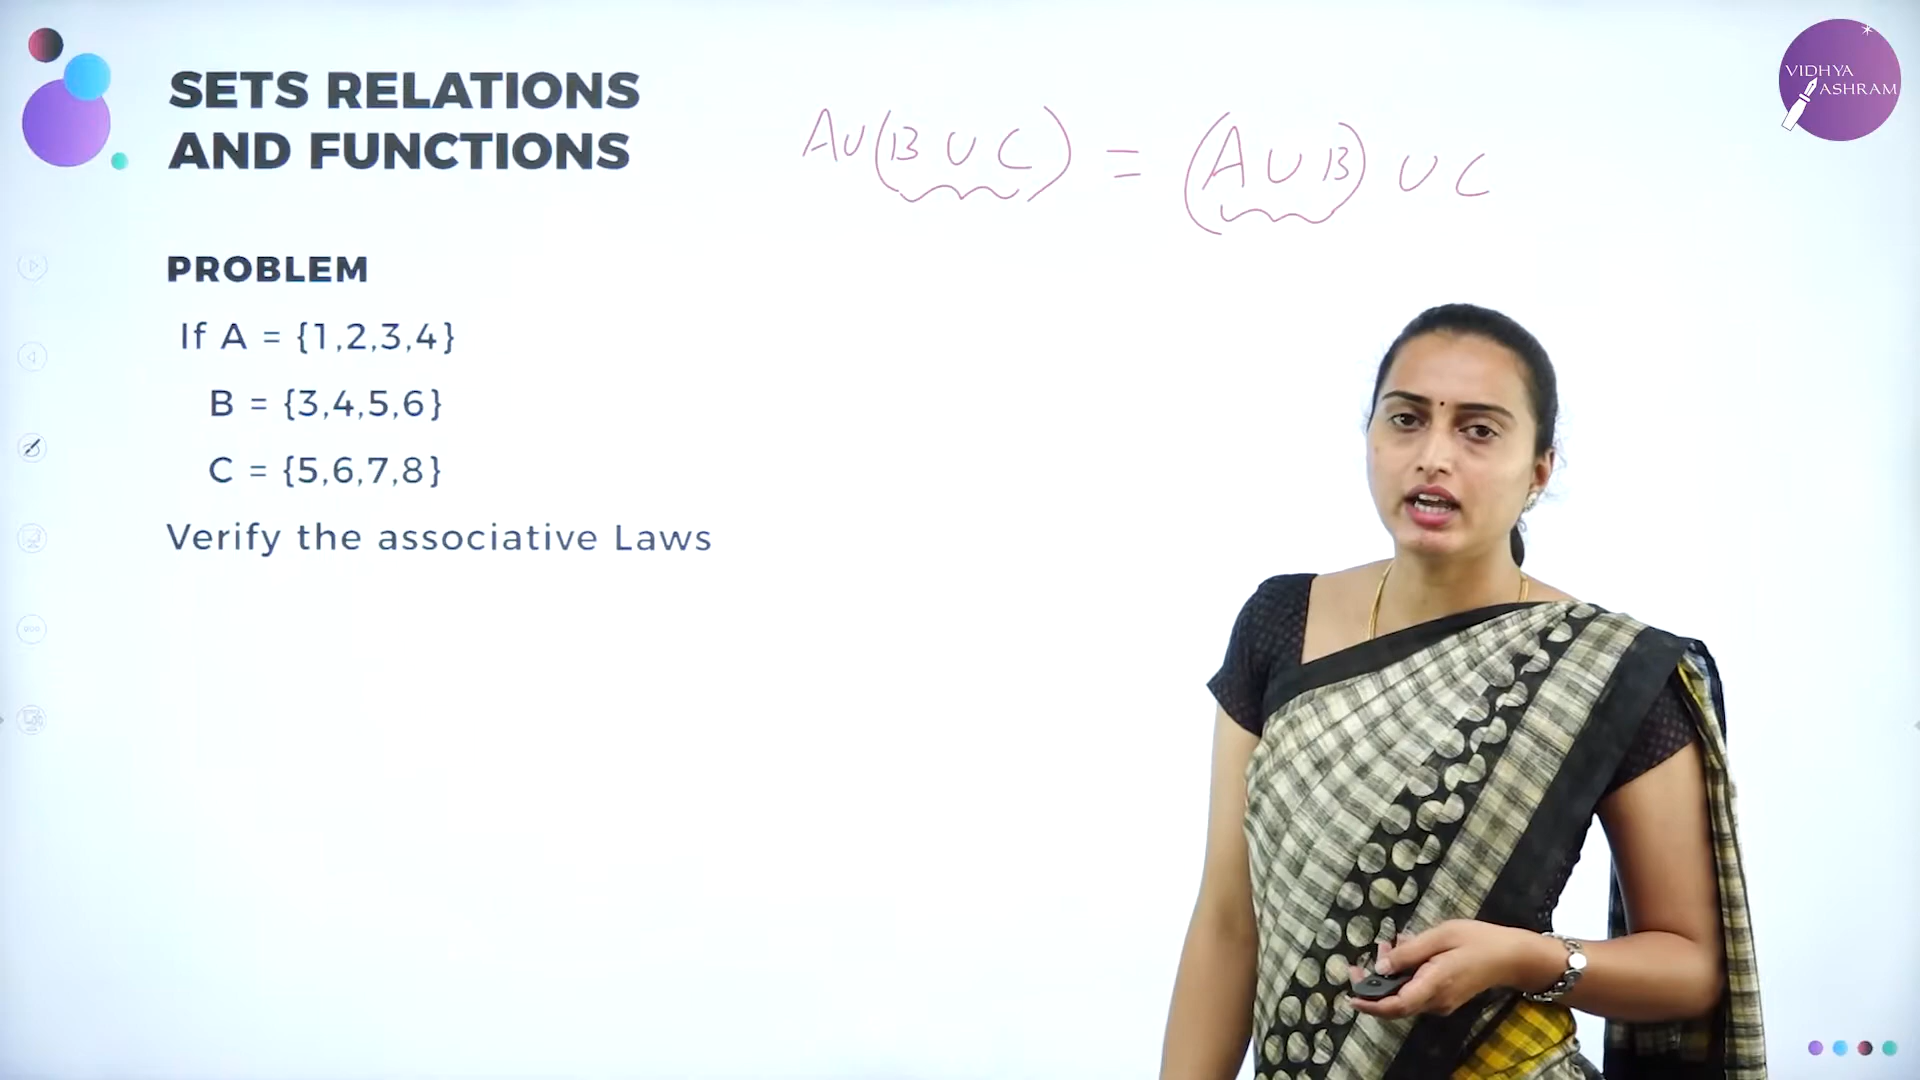 SETS RELATIONS
AND FUNCTIONS
A∪(B ∪ C) = (A ∪ B) ∪ C
VIDHYA
ASHRAM
PROBLEM
If A = {1,2,3,4}
B = {3,4,5,6}
C = {5,6,7,8}
Verify the associative Laws